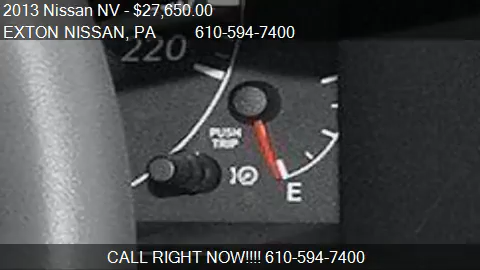 2013 Nissan NV - $27,650.00
EXTON NISSAN, PA 610-594-7400
220
PUSH
TRIP
E
CALL RIGHT NOW!!!! 610-594-7400